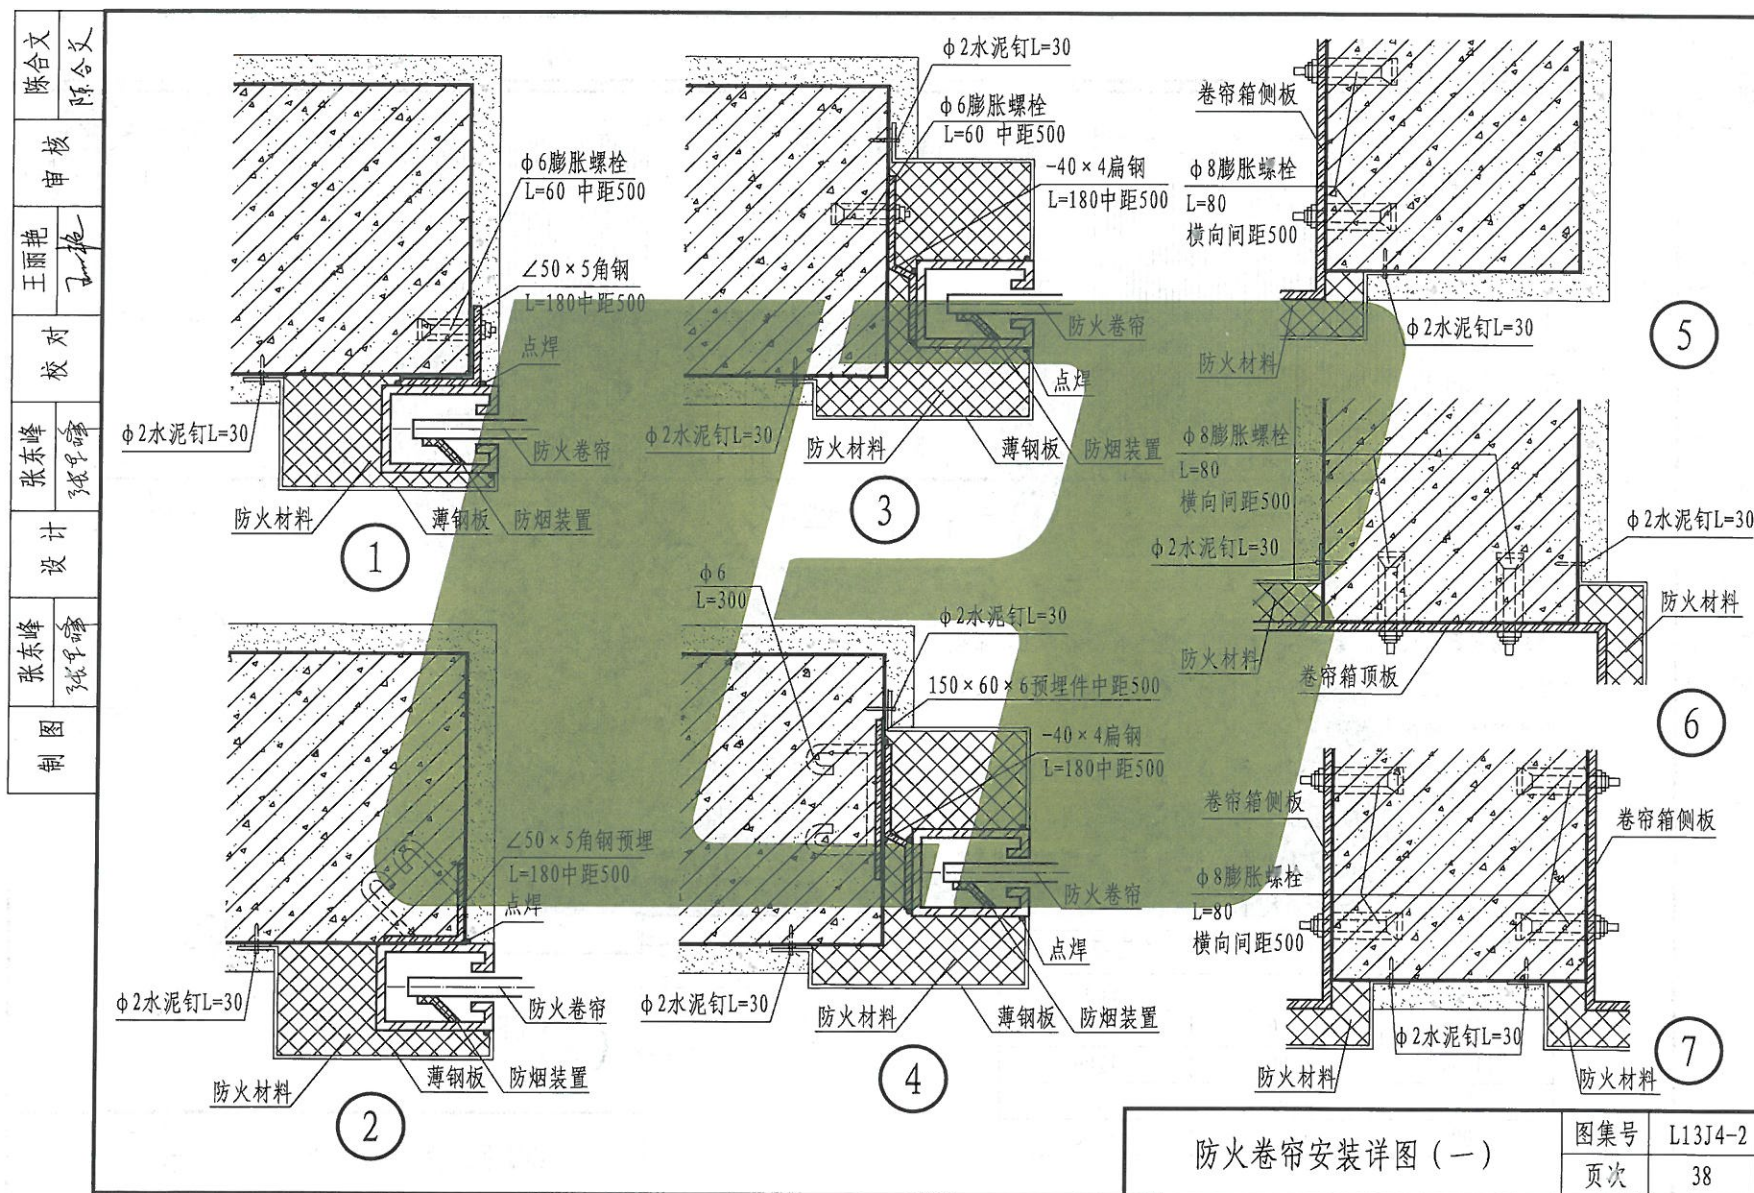 陈合文
审核
王丽艳
校对
张东峰
设计
张东峰
制图
φ6膨胀螺栓
L=60 中距500
∠50×5角钢
L=180中距500
点焊
φ2水泥钉L=30
防火卷帘
防火材料
薄钢板
防烟装置
1
φ2水泥钉L=30
φ6膨胀螺栓
L=60 中距500
-40×4扁钢
L=180中距500
防火卷帘
点焊
φ2水泥钉L=30
防火材料
薄钢板
防烟装置
3
卷帘箱侧板
φ8膨胀螺栓
L=80
横向间距500
φ2水泥钉L=30
防火材料
5
φ8膨胀螺栓
L=80
横向间距500
φ2水泥钉L=30
φ2水泥钉L=30
防火材料
防火材料
卷帘箱顶板
6
∠50×5角钢预埋
L=180中距500
点焊
φ2水泥钉L=30
防火卷帘
防火材料
薄钢板
防烟装置
2
φ6
L=300
φ2水泥钉L=30
150×60×6预埋件中距500
-40×4扁钢
L=180中距500
防火卷帘
点焊
φ2水泥钉L=30
防火材料
薄钢板
防烟装置
4
卷帘箱侧板
卷帘箱侧板
φ8膨胀螺栓
L=80
横向间距500
φ2水泥钉L=30
防火材料
防火材料
7
防火卷帘安装详图（一）
图集号 L13J4-2
页次 38